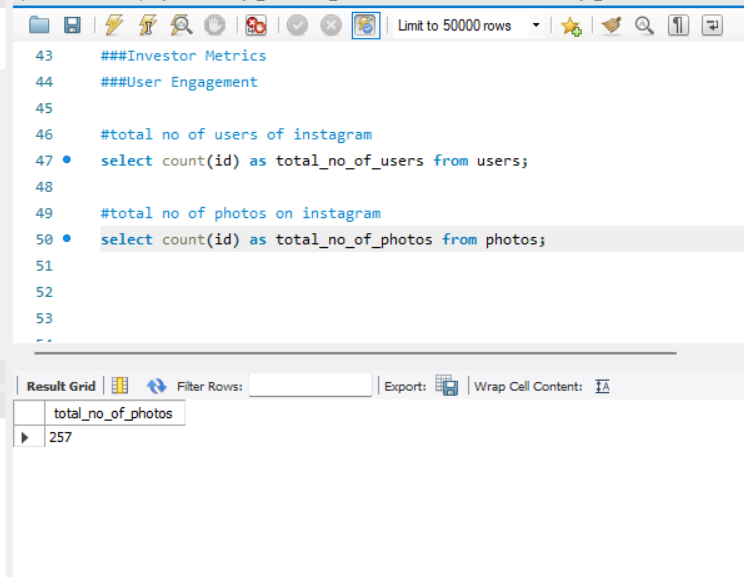 Limit to 50000 rows
43 ###Investor Metrics
44 ###User Engagement
45
46 #total no of users of instagram
47 select count(id) as total_no_of_users from users;
48
49 #total no of photos on instagram
50 select count(id) as total_no_of_photos from photos;
51
52
53
Result Grid Filter Rows: Export: Wrap Cell Content:
total_no_of_photos
257